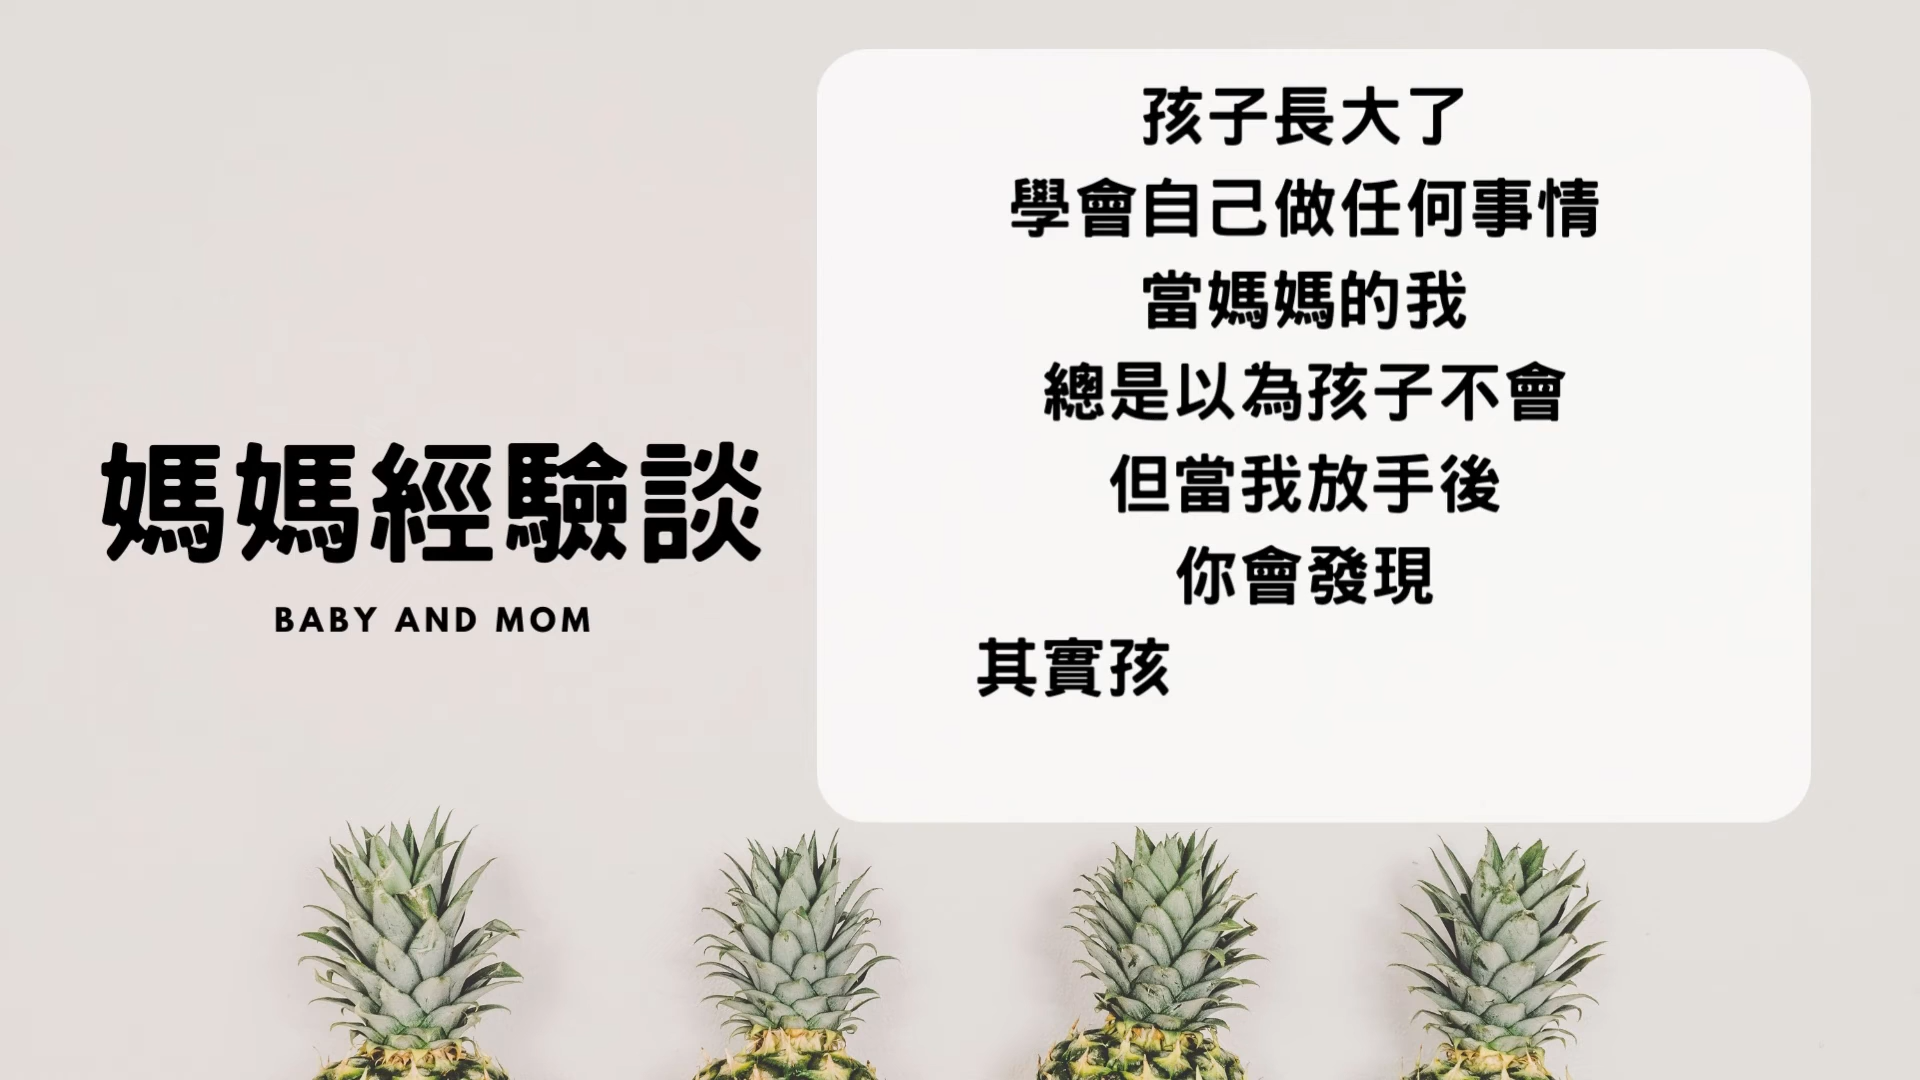 媽媽經驗談
BABY AND MOM
孩子長大了
學會自己做任何事情
當媽媽的我
總是以為孩子不會
但當我放手後
你會發現
其實孩